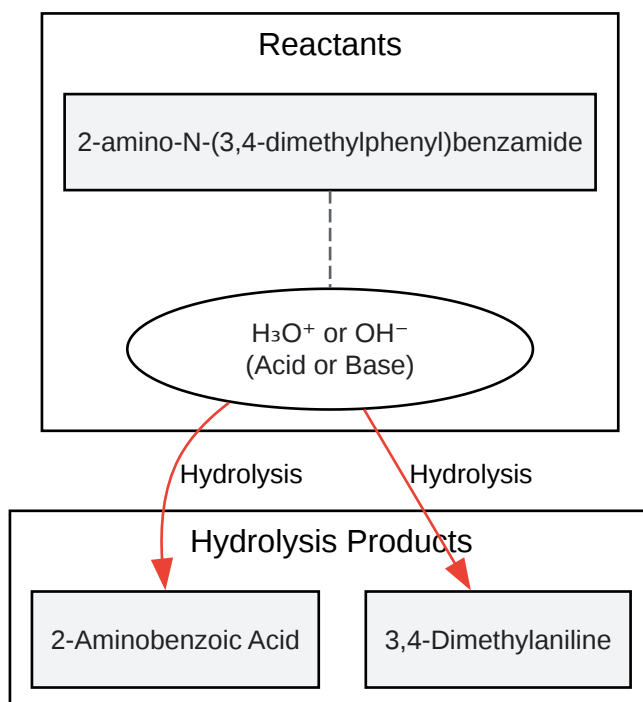 Reactants
2-amino-N-(3,4-dimethylphenyl)benzamide
H₃O⁺ or OH⁻
(Acid or Base)
Hydrolysis
Hydrolysis
Hydrolysis Products
2-Aminobenzoic Acid
3,4-Dimethylaniline